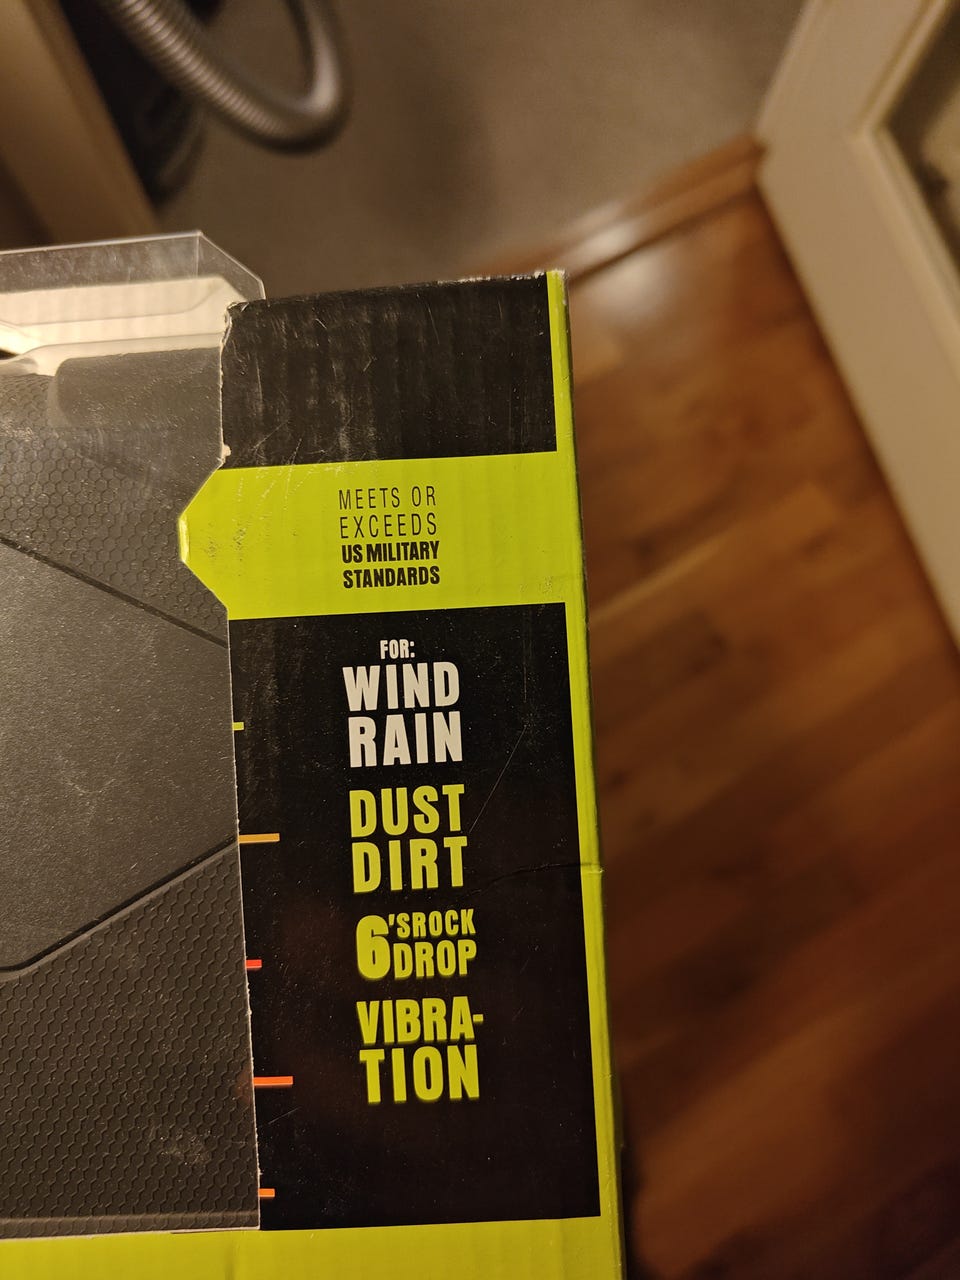 MEETS OR
EXCEEDS
US MILITARY
STANDARDS
FOR:
WIND
RAIN
DUST
DIRT
6'SROCK
DROP
VIBRA-
TION